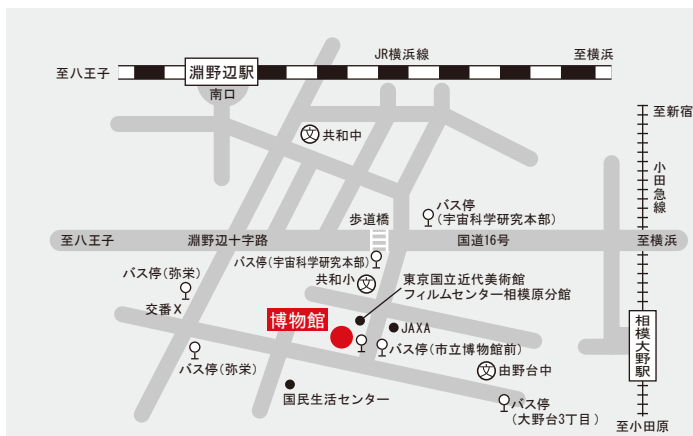 JR横浜線
至横浜
至八王子
淵野辺駅
南口
至新宿
文
共和中
小田急線
バス停
(宇宙科学研究本部)
歩道橋
至八王子
淵野辺十字路
国道16号
至横浜
バス停(宇宙科学研究本部)
バス停(弥栄)
共和小
文
東京国立近代美術館
フィルムセンター相模原分館
交番X
博物館
JAXA
相模大野駅
バス停(市立博物館前)
バス停(弥栄)
文
由野台中
国民生活センター
バス停
(大野台3丁目)
至小田原